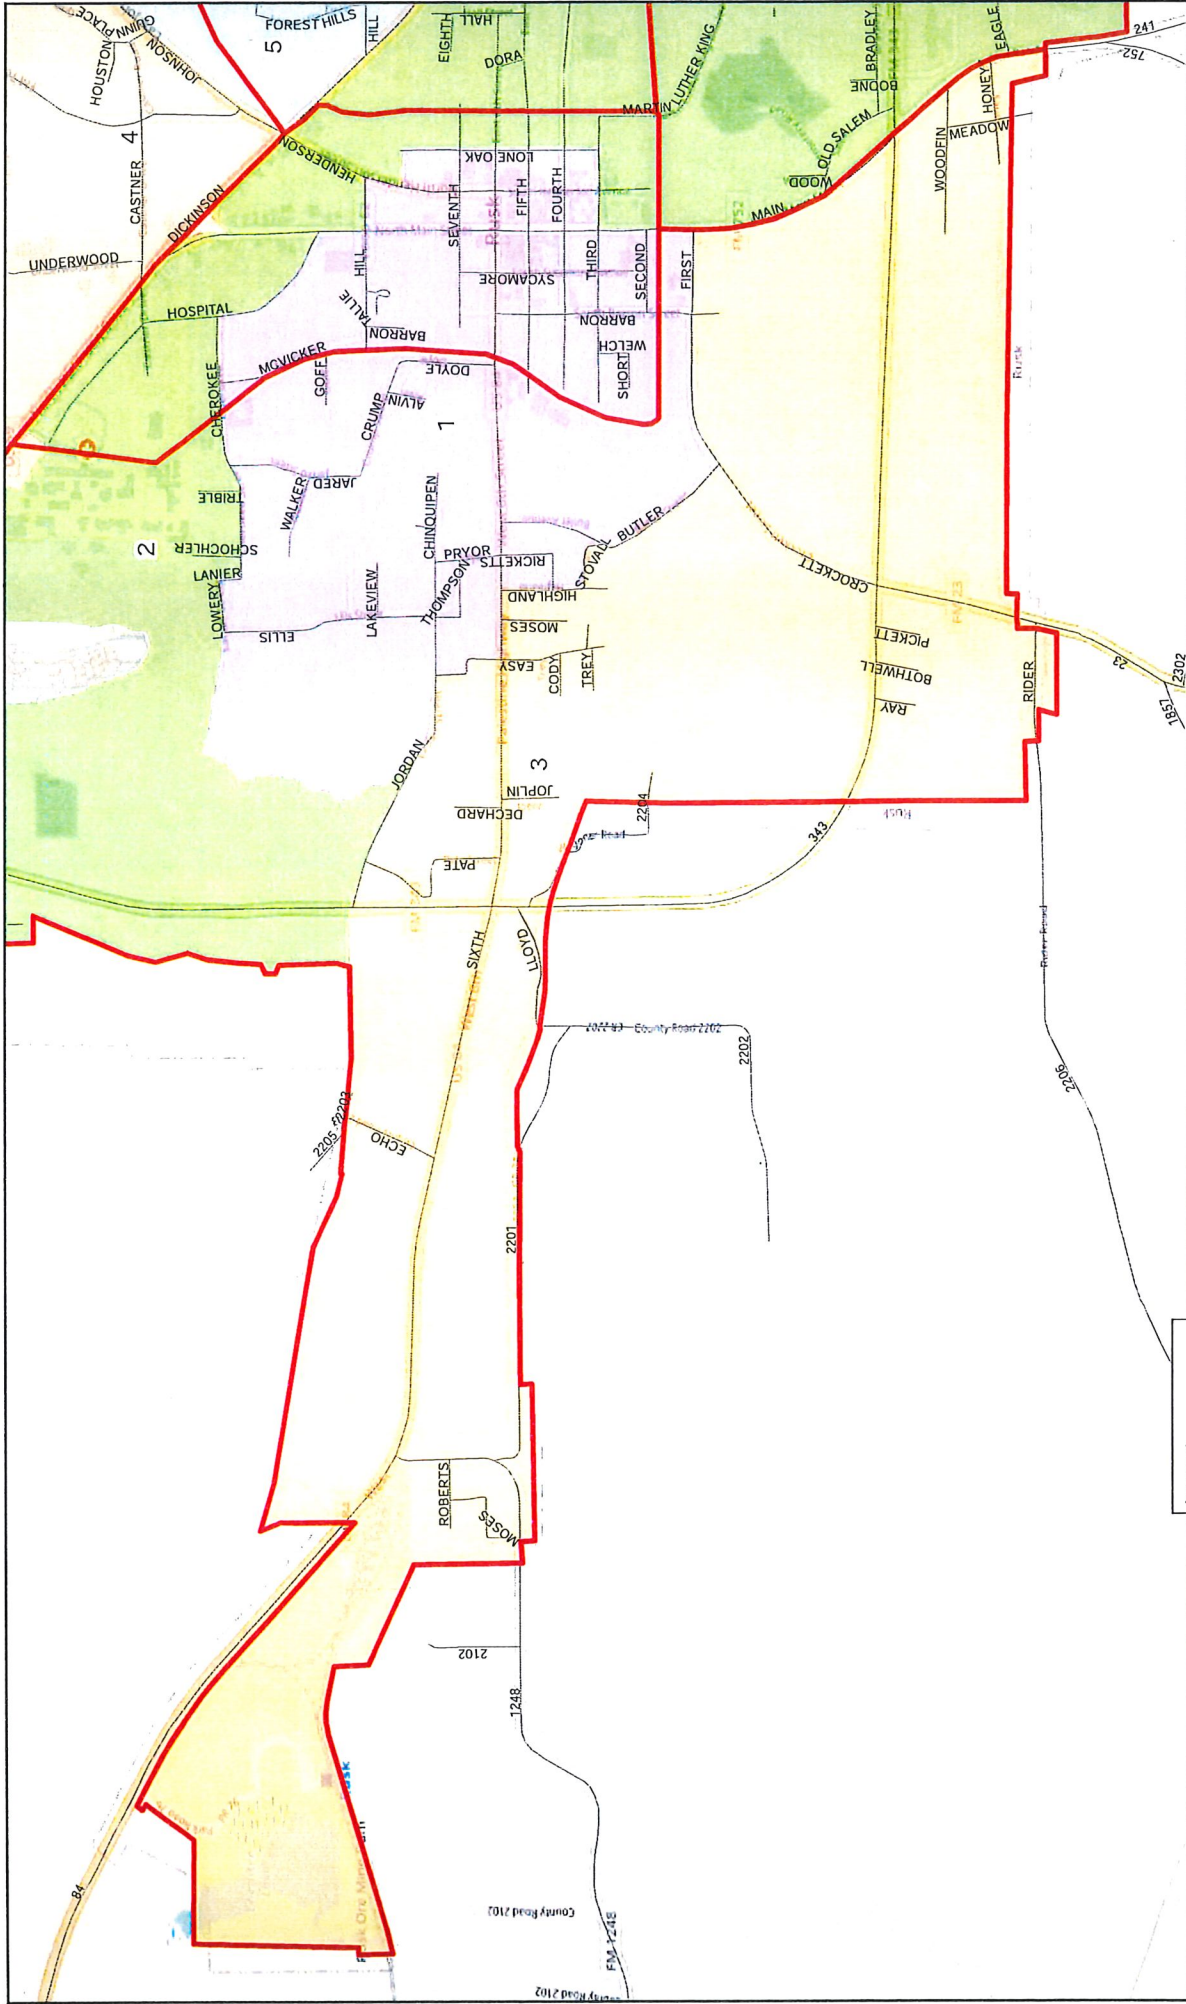 GUINN PLACE
HOUSTON
JOHNSON
FOREST HILLS
5
HILL
EIGHTH
HALL
DORA
MARTIN LUTHER KING
BRADLEY
BOONE
EAGLE
241
752
HONEY
MEADOW
WOODFIN
OLD SALEM
WOOD
4
CASTNER
DICKINSON
HENDERSON
LONE OAK
SEVENTH
FIFTH
FOURTH
Rusk
MAIN
UNDERWOOD
HOSPITAL
HILL
TALLIE
SYCAMORE
THIRD
SECOND
FIRST
BARRON
BARRON
WELCH
SHORT
CHEROKEE
MCVICKER
GOFF
DOYLE
CRUMP
ALVIN
1
Rusk
TRIBLE
WALKER
JARED
2
SCHOCHLER
LANIER
LOWERY
CHINQUIPEN
PRYOR
RICKETTS
STOVALL
BUTLER
CROCKETT
LAKEVIEW
THOMPSON
HIGHLAND
ELLIS
MOSES
EASY
CODY
TREY
PICKETT
BOTHWELL
RAY
RIDER
23
1857
2302
JORDAN
3
JOPLIN
DECHARD
2204
Rusk
343
PATE
SIXTH
LLOYD
County Road 2202
2202
2206
2205
2203
ECHO
2201
ROBERTS
MOSES
2102
1248
84
County Road 2102
FM 1248
County Road 2102